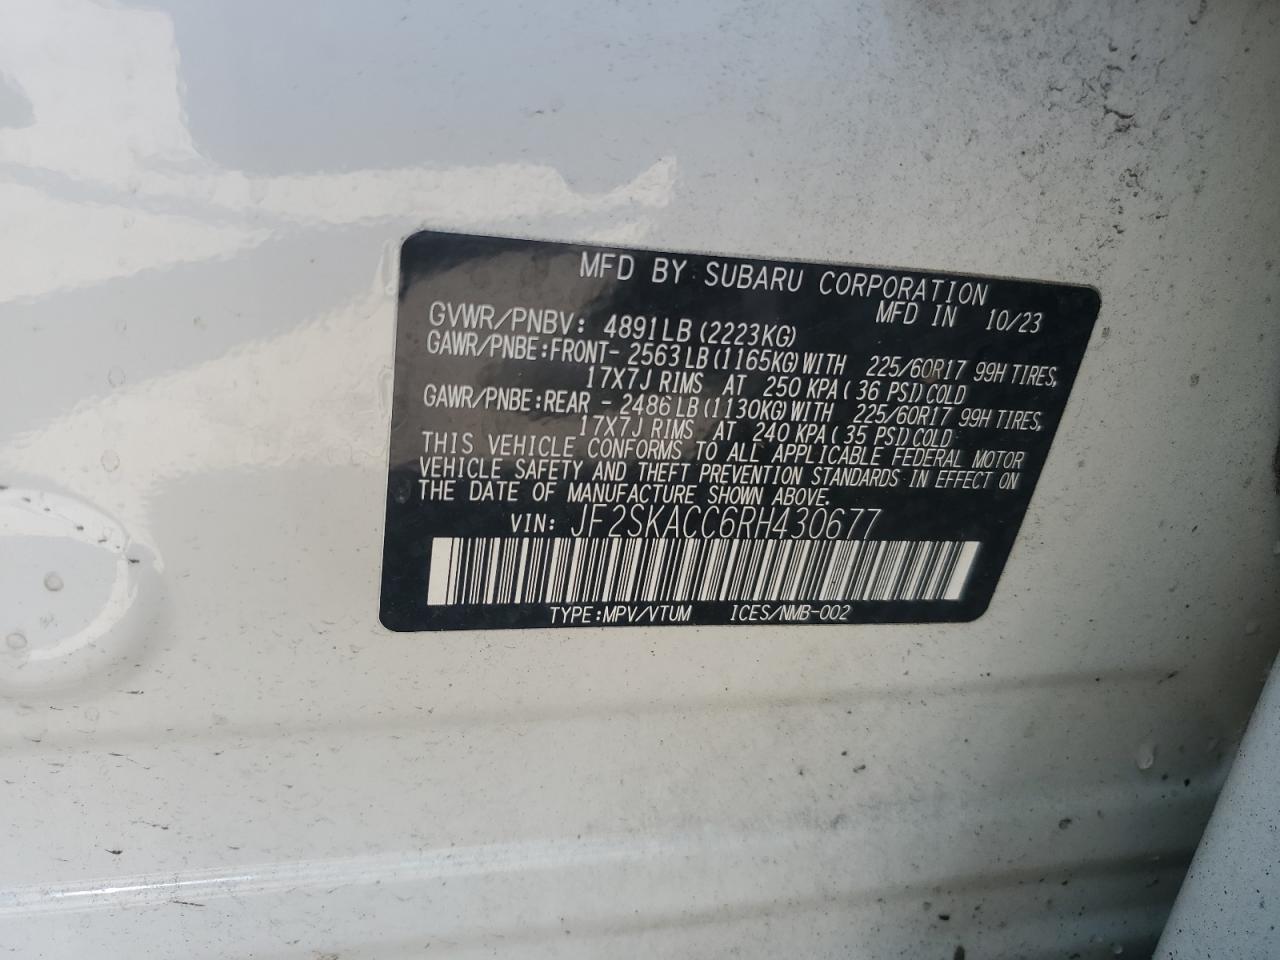 MFD BY SUBARU CORPORATION
MFD IN 10/23
GVWR/PNBV: 4891LB(2223KG)
GAWR/PNBE:FRONT- 2563LB(1165KG)WITH 225/60R17 99H TIRES,
17X7J RIMS AT 250 KPA(36 PSI)COLD
GAWR/PNBE:REAR - 2486LB(1130KG)WITH 225/60R17 99H TIRES,
17X7J RIMS AT 240 KPA(35 PSI)COLD
THIS VEHICLE CONFORMS TO ALL APPLICABLE FEDERAL MOTOR
VEHICLE SAFETY AND THEFT PREVENTION STANDARDS IN EFFECT ON
THE DATE OF MANUFACTURE SHOWN ABOVE.
VIN: JF2SKACC6RH430677
TYPE:MPV/VTUM ICES/NMB-002